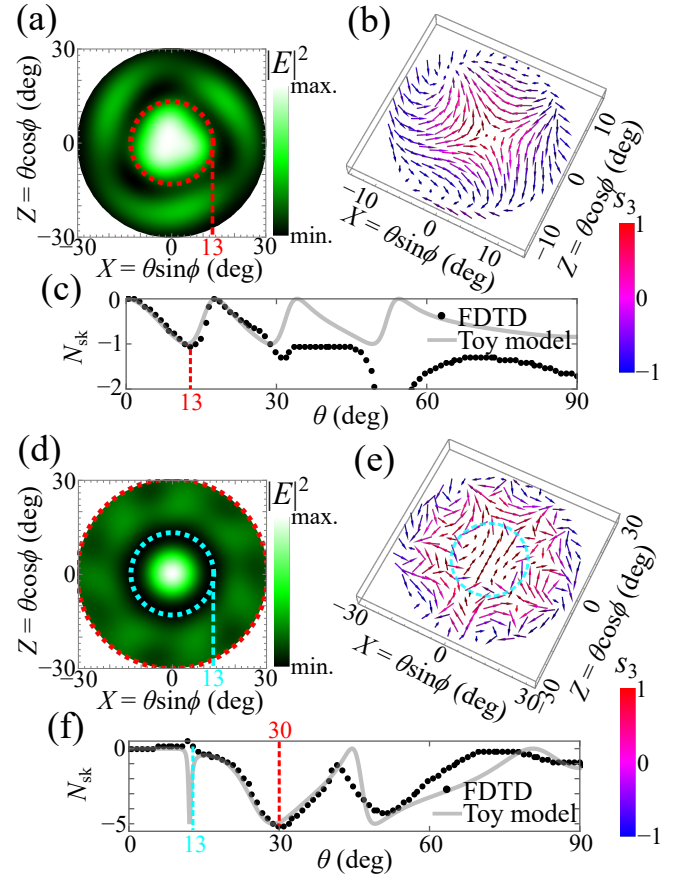 (a)
30
0
−30
Z = θcosϕ (deg)
−30
0
13
30
X = θsinϕ (deg)
|E|²
max.
min.
(b)
−10
0
10
X = θsinϕ (deg)
−10
0
10
Z = θcosϕ (deg)
s₃
1
0
−1
(c)
N_sk
0
−1
−2
0
13
30
60
90
θ (deg)
FDTD
Toy model
(d)
30
0
−30
Z = θcosϕ (deg)
−30
0
13
30
X = θsinϕ (deg)
|E|²
max.
min.
(e)
−30
0
30
X = θsinϕ (deg)
−30
0
30
Z = θcosϕ (deg)
s₃
1
0
−1
(f)
30
N_sk
0
−5
0
13
30
60
90
θ (deg)
FDTD
Toy model